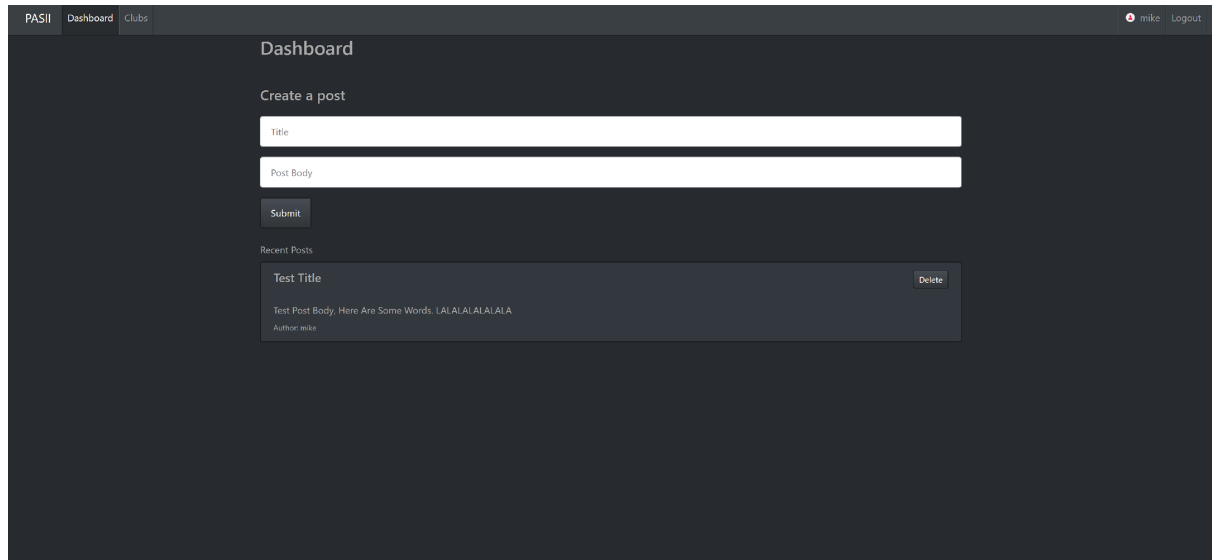 PASII Dashboard Clubs mike Logout
Dashboard
Create a post
Title
Post Body
Submit
Recent Posts
Test Title Delete
Test Post Body, Here Are Some Words. LALALALALALALA
Author: mike